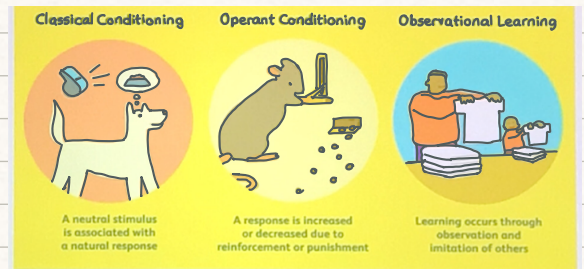 Classical Conditioning
Operant Conditioning
Observational Learning
A neutral stimulus
is associated with
a natural response
A response is increased
or decreased due to
reinforcement or punishment
Learning occurs through
observation and
imitation of others